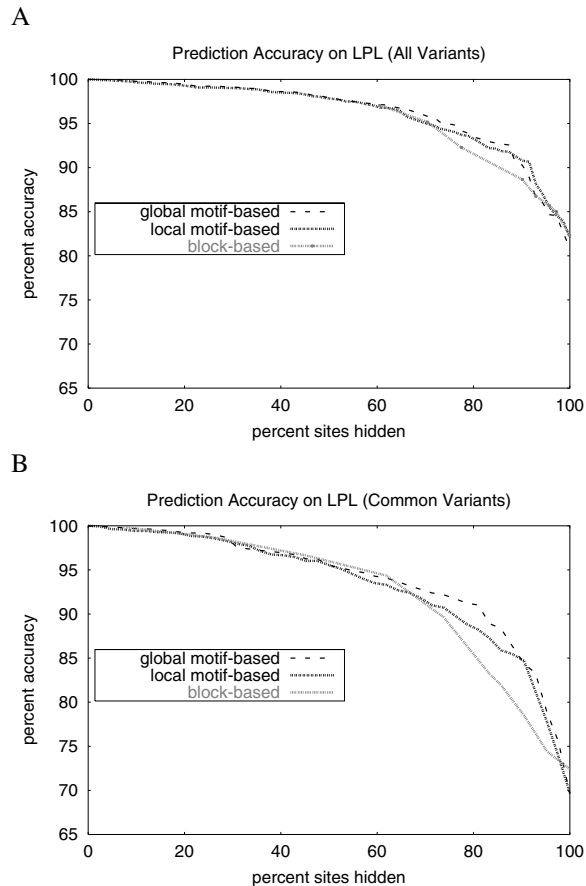 A
Prediction Accuracy on LPL (All Variants)
100
95
90
85
80
75
70
65
percent accuracy
global motif-based
local motif-based
block-based
0 20 40 60 80 100
percent sites hidden
B
Prediction Accuracy on LPL (Common Variants)
100
95
90
85
80
75
70
65
percent accuracy
global motif-based
local motif-based
block-based
0 20 40 60 80 100
percent sites hidden